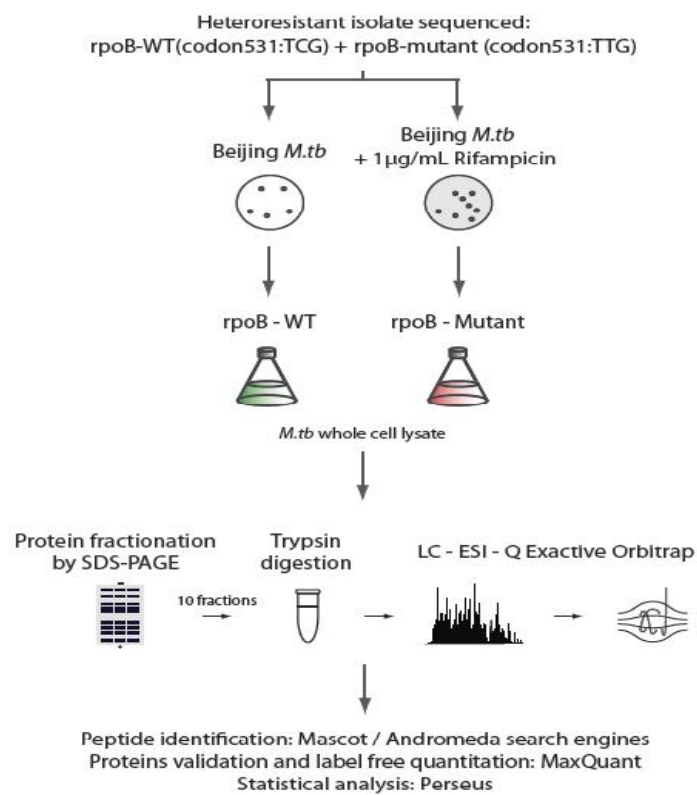 Heteroresistant isolate sequenced:
rpoB-WT(codon531:TCG) + rpoB-mutant (codon531:TTG)
Beijing M.tb
Beijing M.tb
+ 1µg/mL Rifampicin
rpoB - WT
rpoB - Mutant
M.tb whole cell lysate
Protein fractionation
by SDS-PAGE
10 fractions
Trypsin
digestion
LC - ESI - Q Exactive Orbitrap
Peptide identification: Mascot / Andromeda search engines
Proteins validation and label free quantitation: MaxQuant
Statistical analysis: Perseus